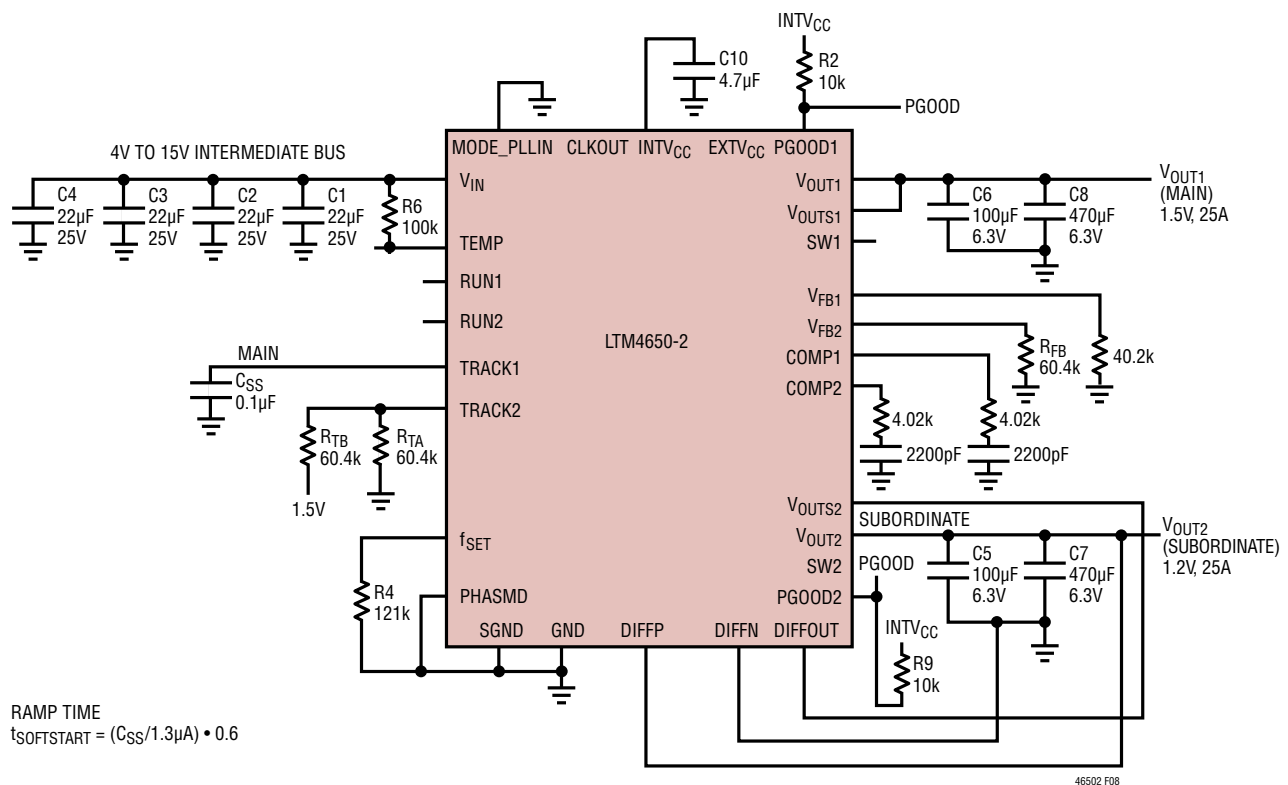 INTVCC
C10
4.7µF
R2
10k
PGOOD
MODE_PLLIN CLKOUT INTVCC EXTVCC PGOOD1
4V TO 15V INTERMEDIATE BUS
C4
22µF
25V
C3
22µF
25V
C2
22µF
25V
C1
22µF
25V
R6
100k
VIN
TEMP
RUN1
RUN2
MAIN
TRACK1
CSS
0.1µF
TRACK2
RTB
60.4k
RTA
60.4k
1.5V
fSET
R4
121k
PHASMD
SGND GND DIFFP DIFFN DIFFOUT
LTM4650-2
VOUT1
VOUTS1
SW1
C6
100µF
6.3V
C8
470µF
6.3V
VOUT1
(MAIN)
1.5V, 25A
VFB1
VFB2
COMP1
COMP2
RFB
60.4k
40.2k
4.02k
4.02k
2200pF
2200pF
VOUTS2
SUBORDINATE
VOUT2
SW2
PGOOD
PGOOD2
C5
100µF
6.3V
C7
470µF
6.3V
VOUT2
(SUBORDINATE)
1.2V, 25A
INTVCC
R9
10k
RAMP TIME
tSOFTSTART = (CSS/1.3µA) • 0.6
46502 F08